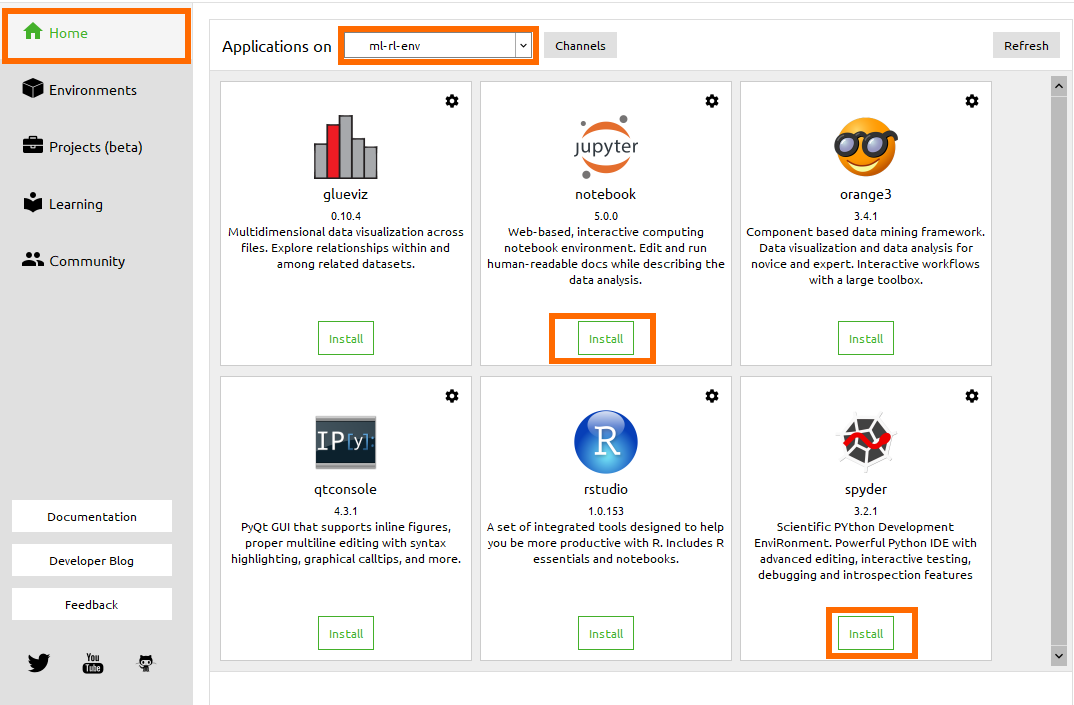 Home
Environments
Projects (beta)
Learning
Community
Documentation
Developer Blog
Feedback
You
Tube
Applications on
ml-rl-env
Channels
Refresh
glueviz
0.10.4
Multidimensional data visualization across
files. Explore relationships within and
among related datasets.
Install
jupyter
notebook
5.0.0
Web-based, interactive computing
notebook environment. Edit and run
human-readable docs while describing the
data analysis.
Install
orange3
3.4.1
Component based data mining framework.
Data visualization and data analysis for
novice and expert. Interactive workflows
with a large toolbox.
Install
IP[y]:
qtconsole
4.3.1
PyQt GUI that supports inline figures,
proper multiline editing with syntax
highlighting, graphical calltips, and more.
Install
R
rstudio
1.0.153
A set of integrated tools designed to help
you be more productive with R. Includes R
essentials and notebooks.
Install
spyder
3.2.1
Scientific PYthon Development
EnviRonment. Powerful Python IDE with
advanced editing, interactive testing,
debugging and introspection features
Install